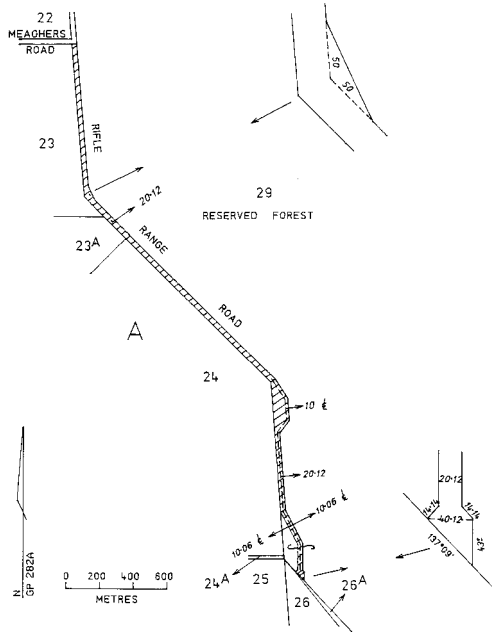 22
MEAGHERS
ROAD
23
RIFLE
20·12
23A
RANGE
29
RESERVED FOREST
50
50
A
ROAD
24
10 ℄
20·12
10·06 ℄
10·06 ℄
24A
25
26
26A
N
GP 282A
0 200 400 600
METRES
20·12
14·14
14·14
40·12
137°09'